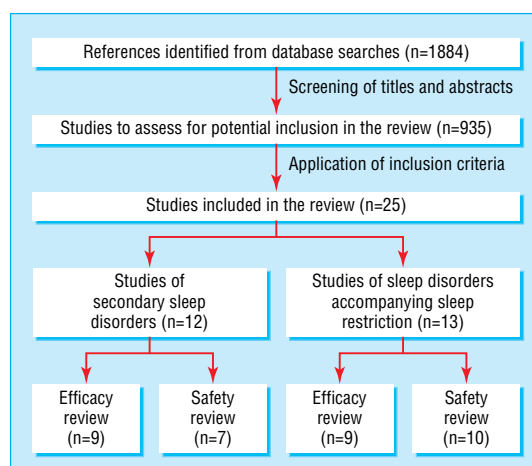 References identified from database searches (n=1884)
Screening of titles and abstracts
Studies to assess for potential inclusion in the review (n=935)
Application of inclusion criteria
Studies included in the review (n=25)
Studies of
secondary sleep
disorders (n=12)
Studies of sleep disorders
accompanying sleep
restriction (n=13)
Efficacy
review
(n=9)
Safety
review
(n=7)
Efficacy
review
(n=9)
Safety
review
(n=10)